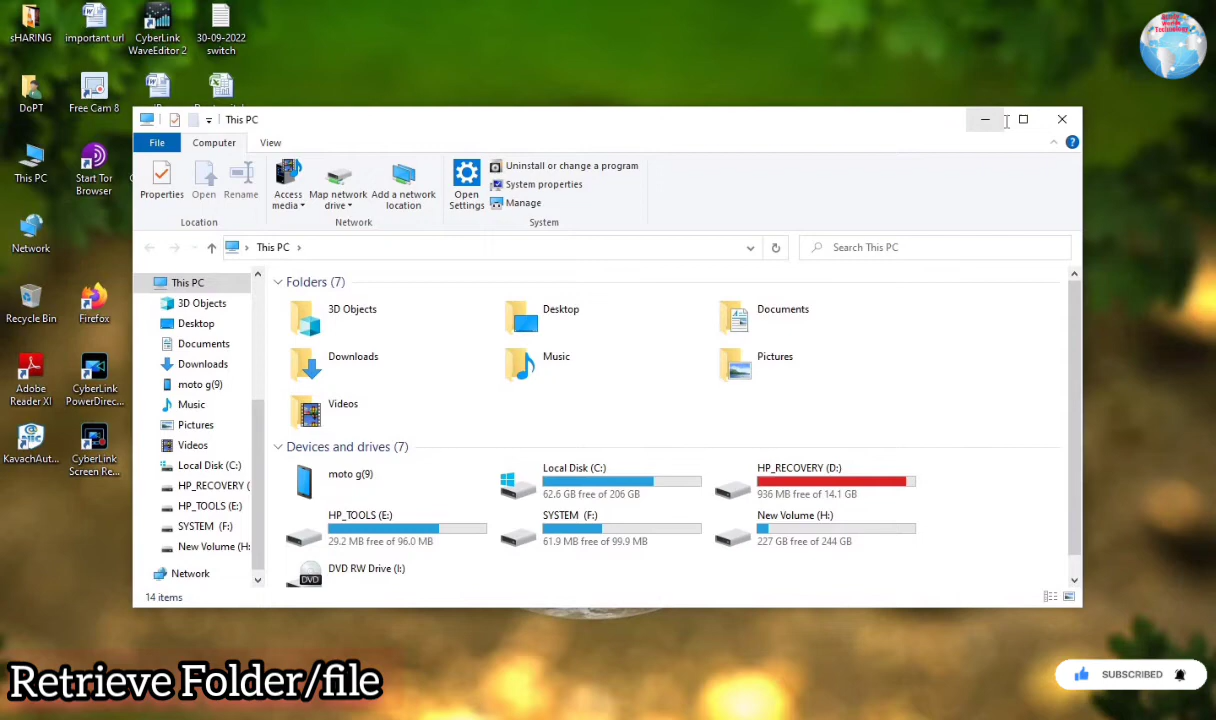 sHARING
important url
CyberLink
WaveEditor 2
30-09-2022
switch
DoPT
Free Cam 8
This PC
Start Tor
Browser
Network
Recycle Bin
Firefox
Adobe
Reader XI
CyberLink
PowerDirec...
KavachAut...
CyberLink
Screen Re...
This PC
File
Computer
View
Properties
Open
Rename
Access
media
Map network
drive
Add a network
location
Open
Settings
Uninstall or change a program
System properties
Manage
Location
Network
System
This PC
Search This PC
This PC
3D Objects
Desktop
Documents
Downloads
moto g(9)
Music
Pictures
Videos
Local Disk (C:)
HP_RECOVERY (
HP_TOOLS (E:)
SYSTEM (F:)
New Volume (H:
Network
Folders (7)
3D Objects
Desktop
Documents
Downloads
Music
Pictures
Videos
Devices and drives (7)
moto g(9)
Local Disk (C:)
62.6 GB free of 206 GB
HP_RECOVERY (D:)
936 MB free of 14.1 GB
HP_TOOLS (E:)
29.2 MB free of 96.0 MB
SYSTEM (F:)
61.9 MB free of 99.9 MB
New Volume (H:)
227 GB free of 244 GB
DVD RW Drive (I:)
DVD
14 items
Retrieve Folder/file
SUBSCRIBED